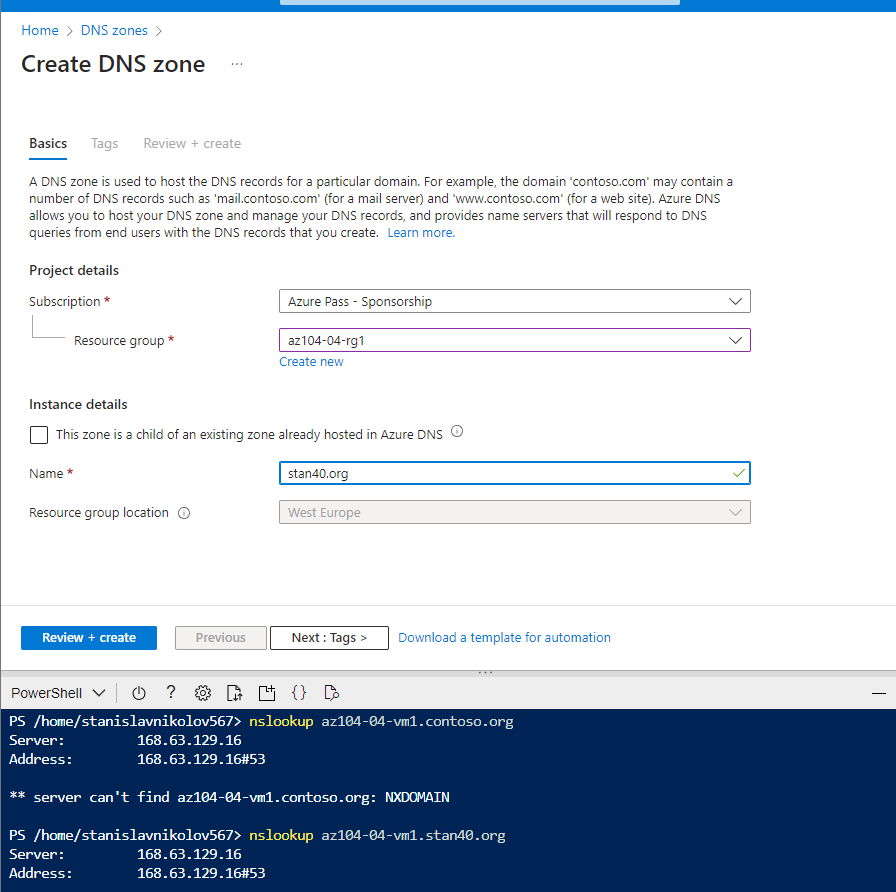 Home > DNS zones >
Create DNS zone ...
Basics Tags Review + create
A DNS zone is used to host the DNS records for a particular domain. For example, the domain 'contoso.com' may contain a
number of DNS records such as 'mail.contoso.com' (for a mail server) and 'www.contoso.com' (for a web site). Azure DNS
allows you to host your DNS zone and manage your DNS records, and provides name servers that will respond to DNS
queries from end users with the DNS records that you create. Learn more.
Project details
Subscription * Azure Pass - Sponsorship
Resource group * az104-04-rg1
Create new
Instance details
This zone is a child of an existing zone already hosted in Azure DNS
Name * stan40.org
Resource group location West Europe
Review + create Previous Next : Tags > Download a template for automation
PowerShell ? {}
PS /home/stanislavnikolov567> nslookup az104-04-vm1.contoso.org
Server: 168.63.129.16
Address: 168.63.129.16#53
** server can't find az104-04-vm1.contoso.org: NXDOMAIN
PS /home/stanislavnikolov567> nslookup az104-04-vm1.stan40.org
Server: 168.63.129.16
Address: 168.63.129.16#53